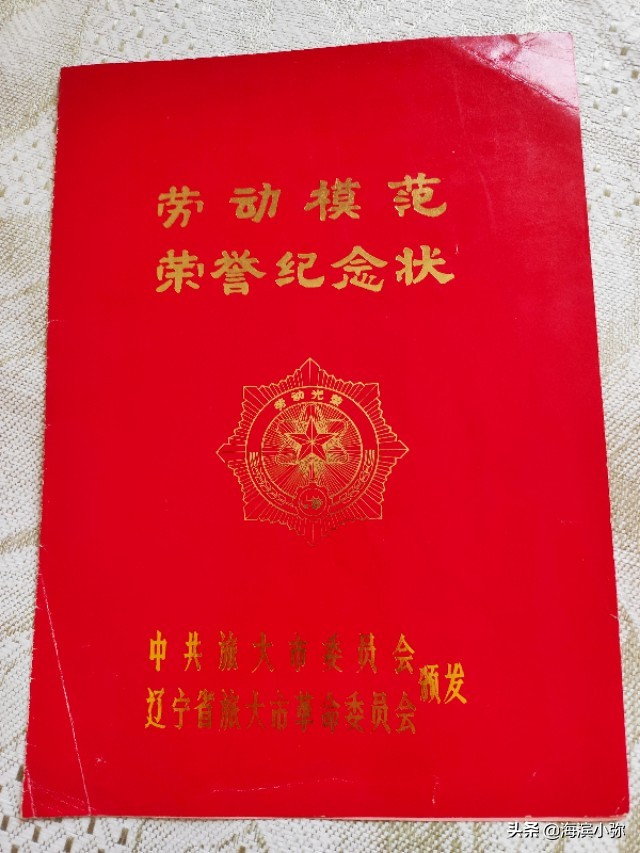 劳动模范
荣誉纪念状
劳动光荣
中共旅大市委员会
辽宁省旅大市革命委员会
颁发
头条 @海滨小弥